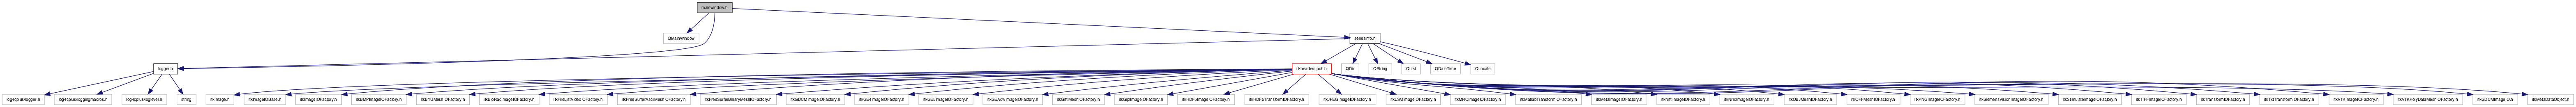 mainwindow.h
QMainWindow
seriesinfo.h
logger.h
itkheaders.pch.h
QDir
QString
QList
QDateTime
QLocale
log4cplus/logger.h
log4cplus/loggingmacros.h
log4cplus/loglevel.h
string
itkImage.h
itkImageIOBase.h
itkImageIOFactory.h
itkBMPImageIOFactory.h
itkBYUMeshIOFactory.h
itkBioRadImageIOFactory.h
itkFreeSurferAsciiMeshIOFactory.h
itkFreeSurferBinaryMeshIOFactory.h
itkGDCMImageIOFactory.h
itkGE4ImageIOFactory.h
itkGE5ImageIOFactory.h
itkGiftiMeshIOFactory.h
itkGiplImageIOFactory.h
itkHDF5ImageIOFactory.h
itkHDF5TransformIOFactory.h
itkJPEGImageIOFactory.h
itkLSMImageIOFactory.h
itkMRCImageIOFactory.h
itkMatlabTransformIOFactory.h
itkMetaImageIOFactory.h
itkNiftiImageIOFactory.h
itkNrrdImageIOFactory.h
itkOBJMeshIOFactory.h
itkOFFMeshIOFactory.h
itkPNGImageIOFactory.h
itkSiemensVisionImageIOFactory.h
itkStimulateImageIOFactory.h
itkTIFFImageIOFactory.h
itkTransformIOFactory.h
itkTxtTransformIOFactory.h
itkVTKImageIOFactory.h
itkVTKPolyDataMeshIOFactory.h
itkGDCMImageIO.h
itkMetaDataObject.h